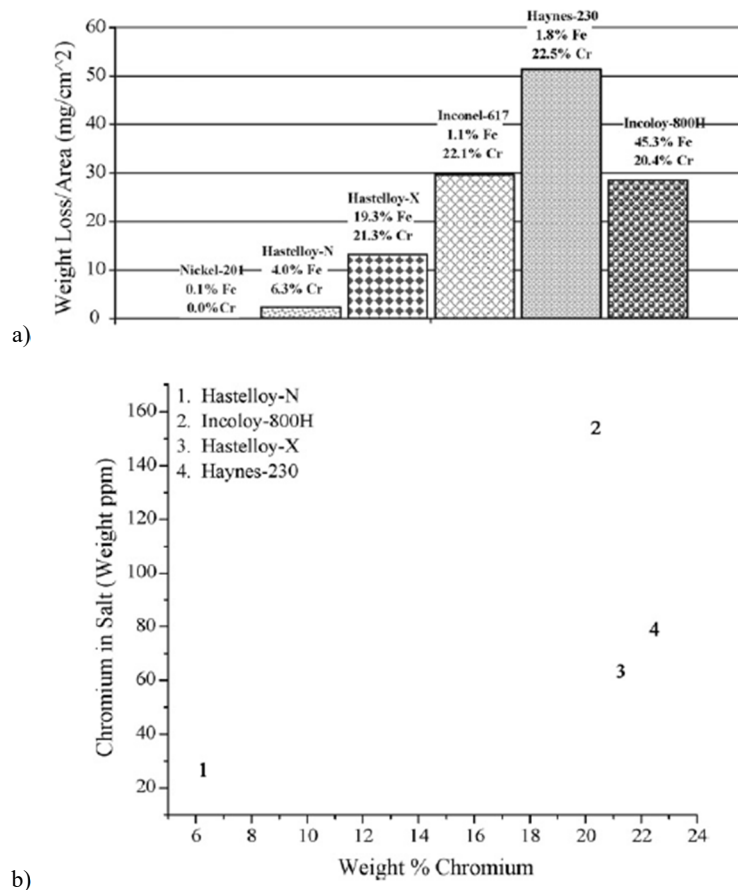 Haynes-230
1.8% Fe
22.5% Cr
Inconel-617
1.1% Fe
22.1% Cr
Incoloy-800H
45.3% Fe
20.4% Cr
Hastelloy-X
19.3% Fe
21.3% Cr
Hastelloy-N
4.0% Fe
6.3% Cr
Nickel-201
0.1% Fe
0.0%Cr
60
50
40
30
20
10
0
Weight Loss/Area (mg/cm^2)
a)
1. Hastelloy-N
2. Incoloy-800H
3. Hastelloy-X
4. Haynes-230
160
140
120
100
80
60
40
20
Chromium in Salt (Weight ppm)
2
4
3
1
6 8 10 12 14 16 18 20 22 24
Weight % Chromium
b)